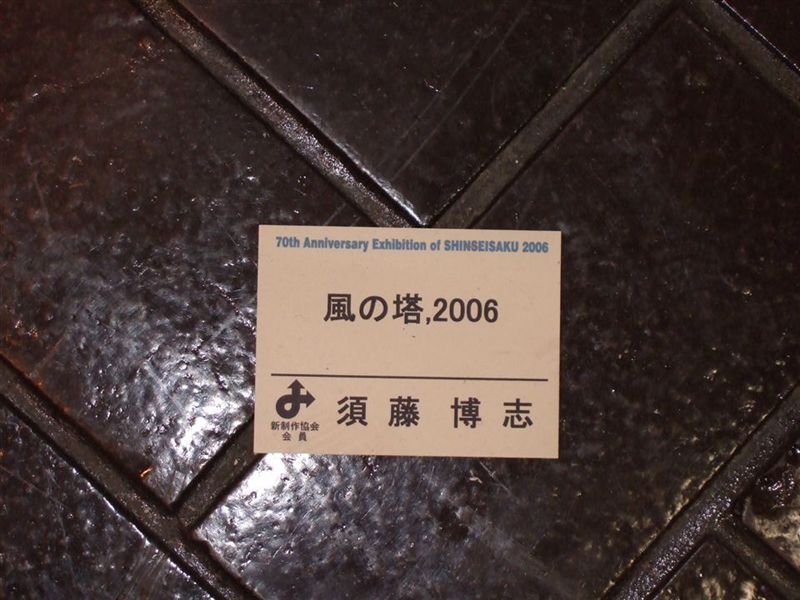 70th Anniversary Exhibition of SHINSEISAKU 2006
風の塔,2006
須藤 博志
新制作協会
会員